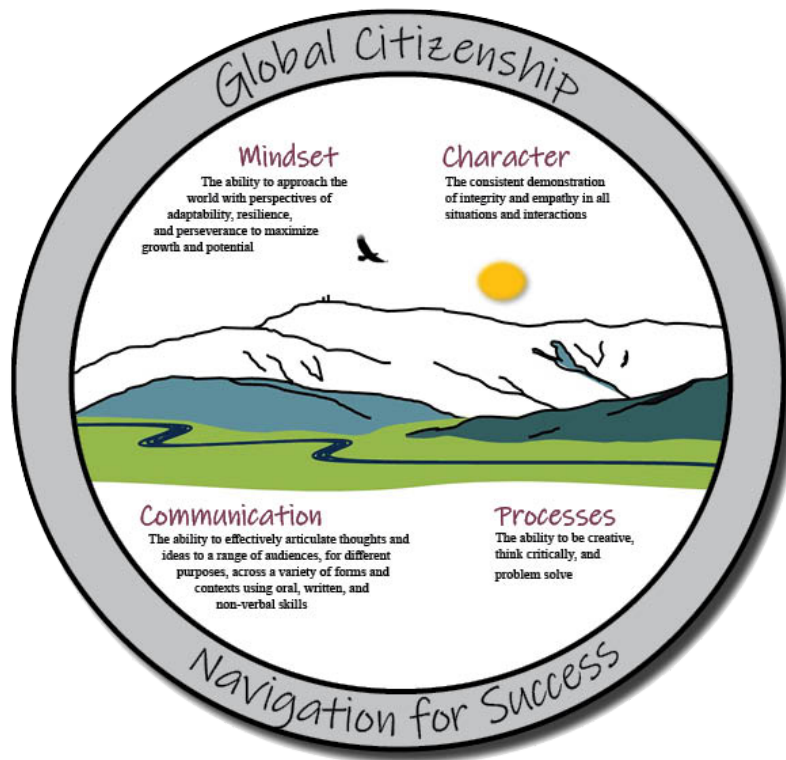 Global Citizenship
Mindset
The ability to approach the
world with perspectives of
adaptability, resilience,
and perseverance to maximize
growth and potential
Character
The consistent demonstration
of integrity and empathy in all
situations and interactions
Communication
The ability to effectively articulate thoughts and
ideas to a range of audiences, for different
purposes, across a variety of forms and
contexts using oral, written, and
non-verbal skills
Processes
The ability to be creative,
think critically, and
problem solve
Navigation for Success